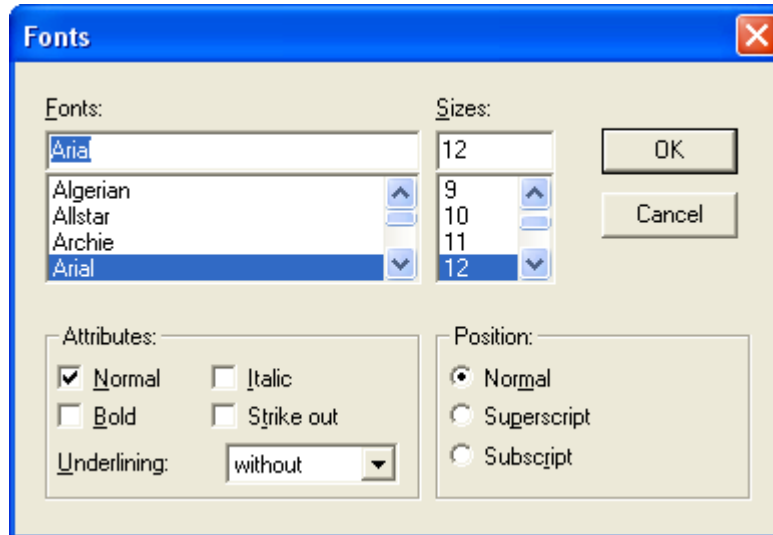 Fonts
Fonts: Sizes:
Arial 12 OK
Algerian 9
Allstar 10 Cancel
Archie 11
Arial 12
Attributes: Position:
Normal Italic Normal
Bold Strike out Superscript
Underlining: without Subscript